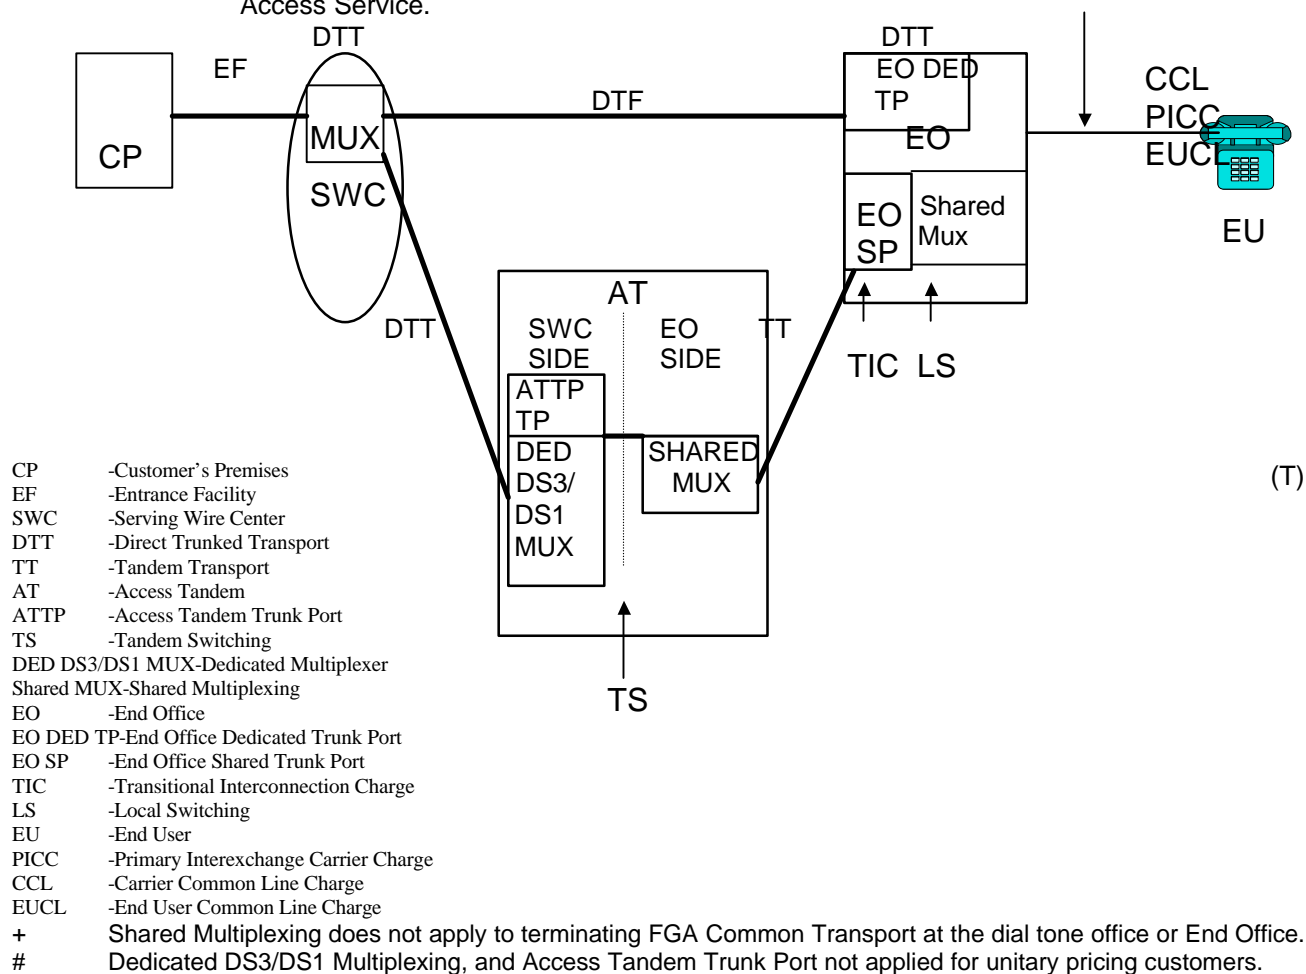 Access Service.
DTT
DTT
EF
EO DED
TP
CCL
PICC
EUCL
DTF
MUX
EO
CP
SWC
EO
SP
Shared
Mux
EU
AT
DTT
SWC
SIDE
EO
SIDE
TT
TIC LS
ATTP
TP
DED
DS3/
DS1
MUX
SHARED
MUX
(T)
TS
CP -Customer’s Premises
EF -Entrance Facility
SWC -Serving Wire Center
DTT -Direct Trunked Transport
TT -Tandem Transport
AT -Access Tandem
ATTP -Access Tandem Trunk Port
TS -Tandem Switching
DED DS3/DS1 MUX-Dedicated Multiplexer
Shared MUX-Shared Multiplexing
EO -End Office
EO DED TP-End Office Dedicated Trunk Port
EO SP -End Office Shared Trunk Port
TIC -Transitional Interconnection Charge
LS -Local Switching
EU -End User
PICC -Primary Interexchange Carrier Charge
CCL -Carrier Common Line Charge
EUCL -End User Common Line Charge
+ Shared Multiplexing does not apply to terminating FGA Common Transport at the dial tone office or End Office.
# Dedicated DS3/DS1 Multiplexing, and Access Tandem Trunk Port not applied for unitary pricing customers.